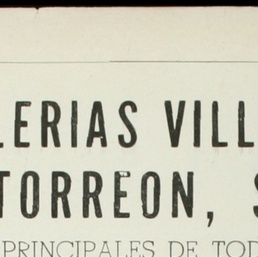 LERIAS VILL
TORREON, S
PRINCIPALES DE TOD